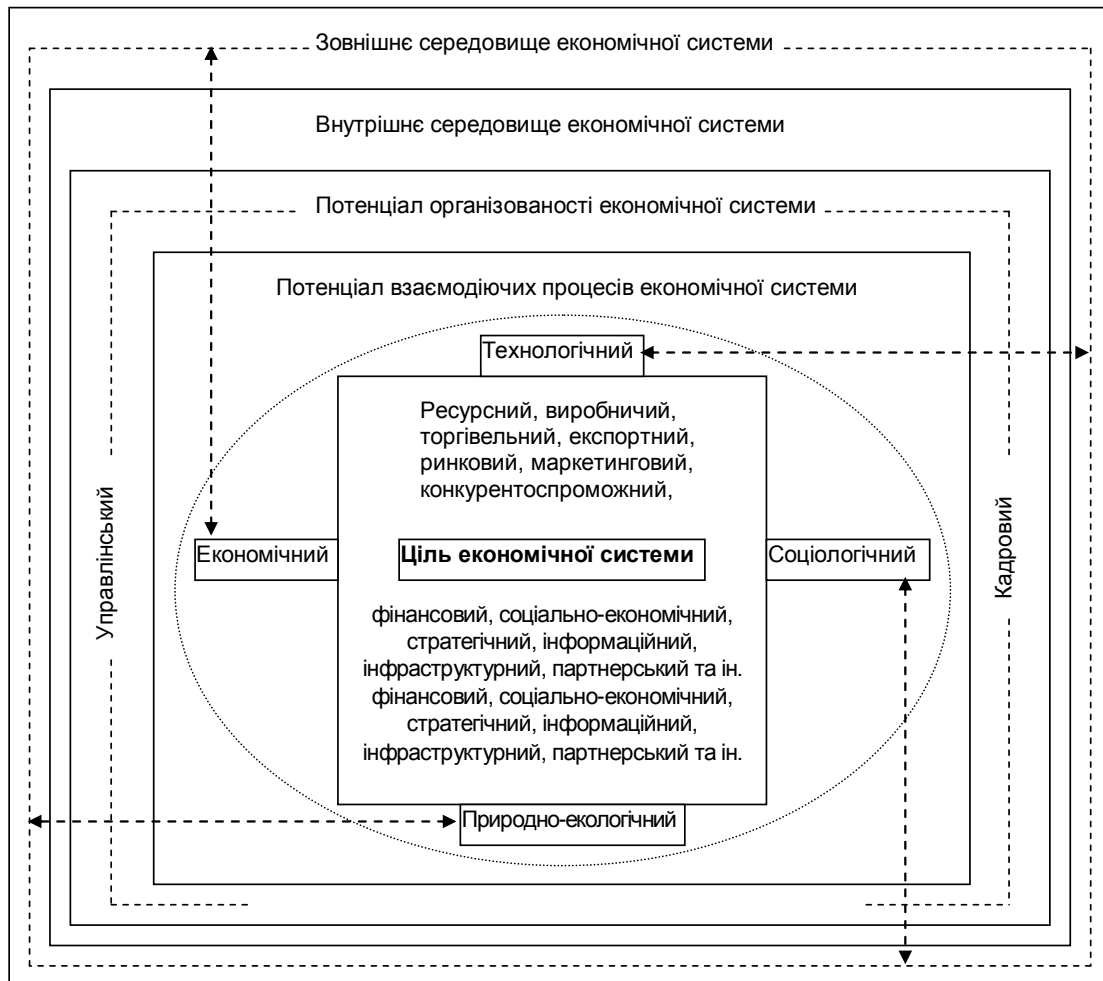 Зовнішнє середовище економічної системи
Внутрішнє середовище економічної системи
Потенціал організованості економічної системи
Потенціал взаємодіючих процесів економічної системи
Технологічний
Ресурсний, виробничий,
торгівельний, експортний,
ринковий, маркетинговий,
конкурентоспроможний,
Управлінський
Економічний
Ціль економічної системи
Соціологічний
Кадровий
фінансовий, соціально-економічний,
стратегічний, інформаційний,
інфраструктурний, партнерський та ін.
фінансовий, соціально-економічний,
стратегічний, інформаційний,
інфраструктурний, партнерський та ін.
Природно-екологічний